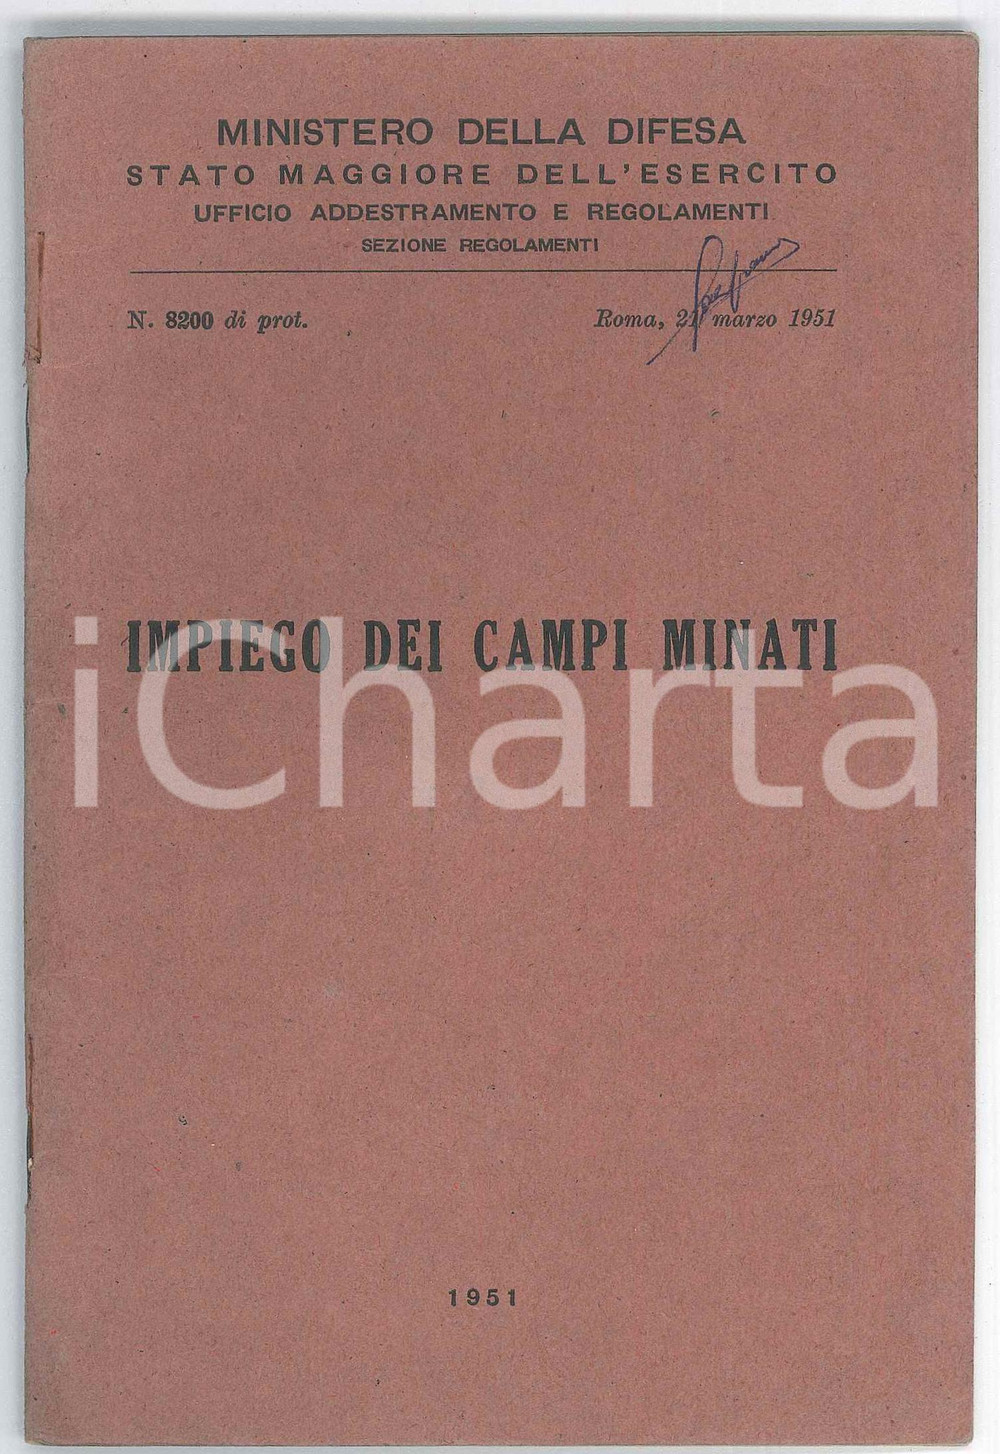 MINISTERO DELLA DIFESA
STATO MAGGIORE DELL'ESERCITO
UFFICIO ADDESTRAMENTO E REGOLAMENTI
SEZIONE REGOLAMENTI
N. 8200 di prot. Roma, 21 marzo 1951
IMPIEGO DEI CAMPI MINATI
iCharta
1951